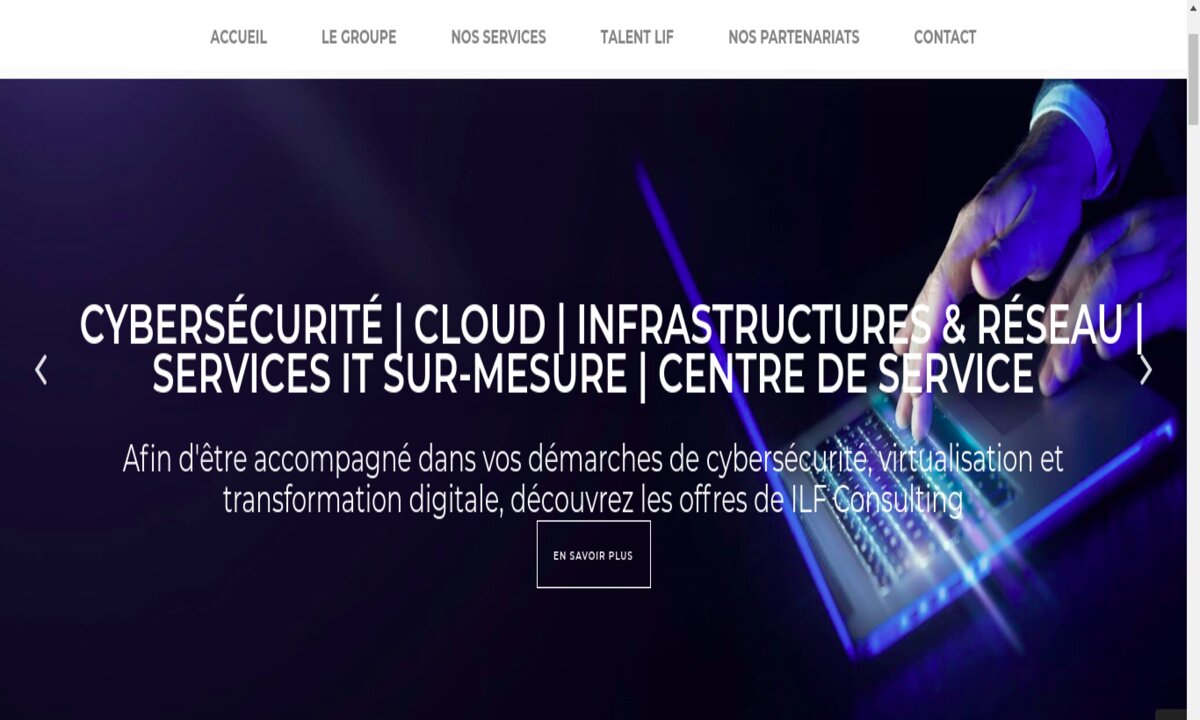 ACCUEIL LE GROUPE NOS SERVICES TALENT LIF NOS PARTENARIATS CONTACT
CYBERSÉCURITÉ | CLOUD | INFRASTRUCTURES & RÉSEAU |
SERVICES IT SUR-MESURE | CENTRE DE SERVICE
Afin d'être accompagné dans vos démarches de cybersécurité, virtualisation et
transformation digitale, découvrez les offres de ILF Consulting
EN SAVOIR PLUS